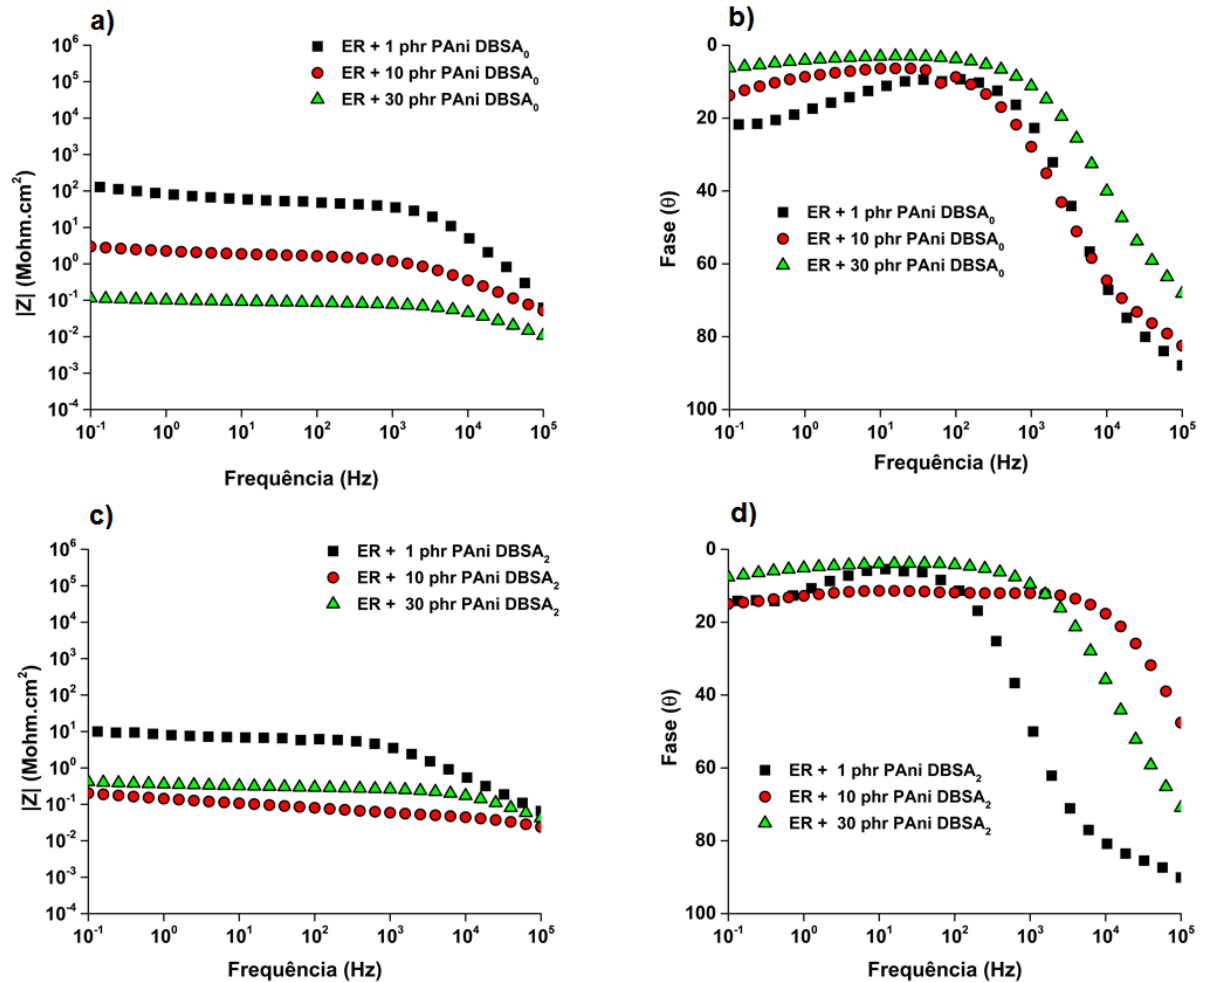 a)
|Z| (Mohm.cm²)
10⁶
10⁵
10⁴
10³
10²
10¹
10⁰
10⁻¹
10⁻²
10⁻³
10⁻⁴
ER + 1 phr PAni DBSA₀
ER + 10 phr PAni DBSA₀
ER + 30 phr PAni DBSA₀
10⁻¹ 10⁰ 10¹ 10² 10³ 10⁴ 10⁵
Frequência (Hz)
b)
Fase (θ)
0
20
40
60
80
100
ER + 1 phr PAni DBSA₀
ER + 10 phr PAni DBSA₀
ER + 30 phr PAni DBSA₀
10⁻¹ 10⁰ 10¹ 10² 10³ 10⁴ 10⁵
Frequência (Hz)
c)
|Z| (Mohm.cm²)
10⁶
10⁵
10⁴
10³
10²
10¹
10⁰
10⁻¹
10⁻²
10⁻³
10⁻⁴
ER + 1 phr PAni DBSA₂
ER + 10 phr PAni DBSA₂
ER + 30 phr PAni DBSA₂
10⁻¹ 10⁰ 10¹ 10² 10³ 10⁴ 10⁵
Frequência (Hz)
d)
Fase (θ)
0
20
40
60
80
100
ER + 1 phr PAni DBSA₂
ER + 10 phr PAni DBSA₂
ER + 30 phr PAni DBSA₂
10⁻¹ 10⁰ 10¹ 10² 10³ 10⁴ 10⁵
Frequência (Hz)